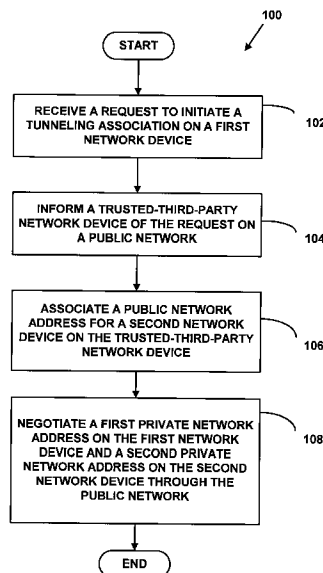 100
START
RECEIVE A REQUEST TO INITIATE A
TUNNELING ASSOCIATION ON A FIRST
NETWORK DEVICE
102
INFORM A TRUSTED-THIRD-PARTY
NETWORK DEVICE OF THE REQUEST ON
A PUBLIC NETWORK
104
ASSOCIATE A PUBLIC NETWORK
ADDRESS FOR A SECOND NETWORK
DEVICE ON THE TRUSTED-THIRD-PARTY
NETWORK DEVICE
106
NEGOTIATE A FIRST PRIVATE NETWORK
ADDRESS ON THE FIRST NETWORK
DEVICE AND A SECOND PRIVATE
NETWORK ADDRESS ON THE SECOND
NETWORK DEVICE THROUGH THE
PUBLIC NETWORK
108
END